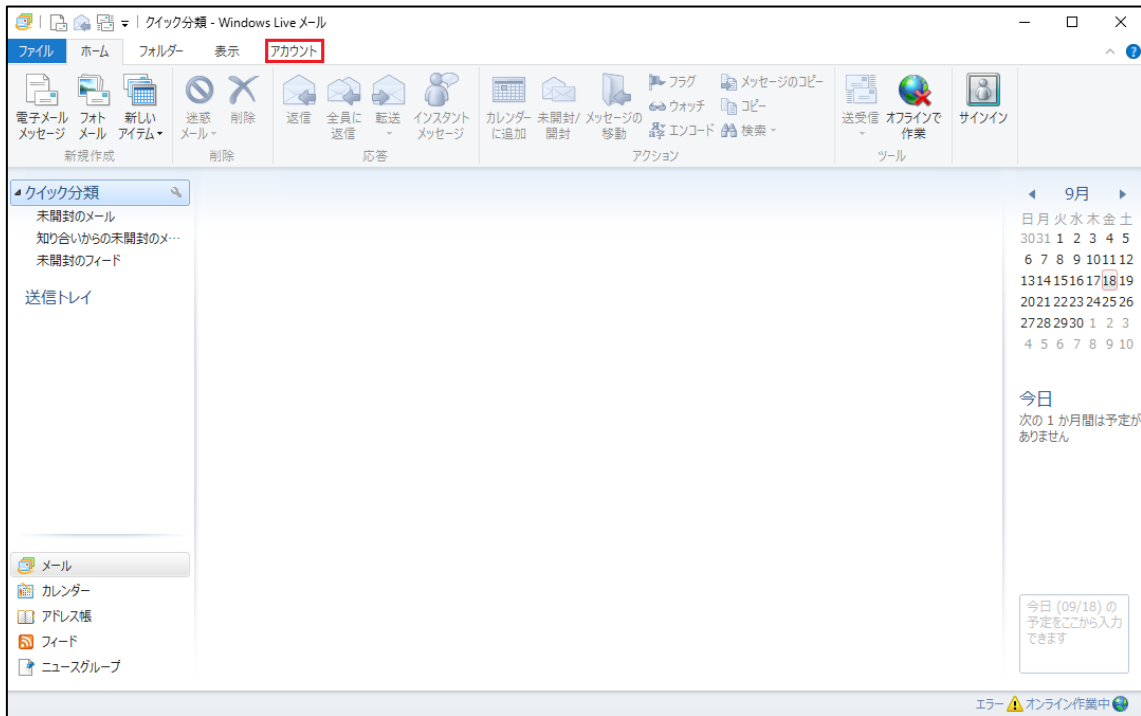 クイック分類 - Windows Live メール
ファイル ホーム フォルダー 表示 アカウント
電子メール メッセージ
フォト メール
新しい アイテム
新規作成
迷惑 メール
削除
削除
返信
全員に 返信
転送
インスタント メッセージ
応答
カレンダー に追加
未開封/ 開封
メッセージの 移動
フラグ
ウォッチ
エンコード
メッセージのコピー
コピー
検索
アクション
送受信
オフラインで 作業
ツール
サインイン
クイック分類
未開封のメール
知り合いからの未開封のメ…
未開封のフィード
送信トレイ
メール
カレンダー
アドレス帳
フィード
ニュースグループ
9月
日 月 火 水 木 金 土
30 31 1 2 3 4 5
6 7 8 9 10 11 12
13 14 15 16 17 18 19
20 21 22 23 24 25 26
27 28 29 30 1 2 3
4 5 6 7 8 9 10
今日
次の 1 か月間は予定が
ありません
今日 (09/18) の
予定をここから入力
できます
エラー オンライン作業中